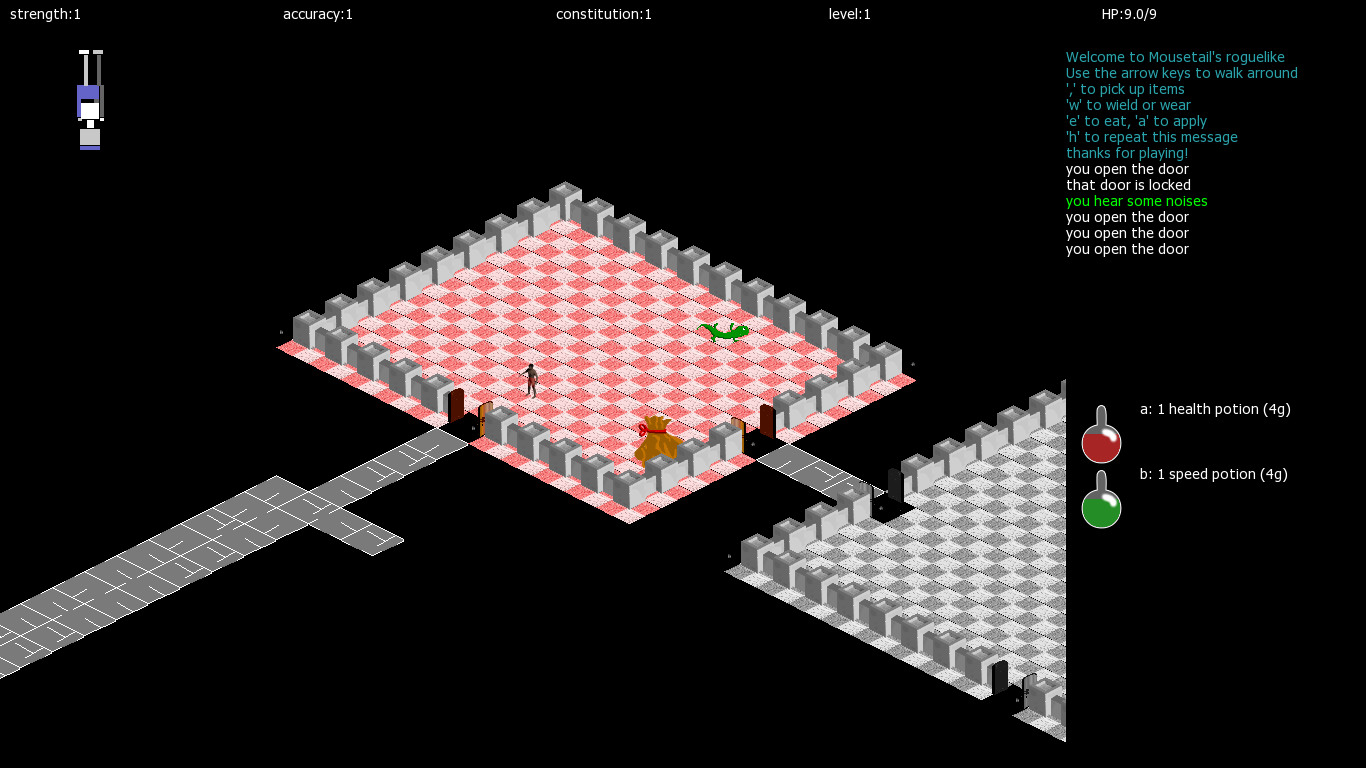 strength:1
accuracy:1
constitution:1
level:1
HP:9.0/9
Welcome to Mousetail's roguelike
Use the arrow keys to walk arround
',' to pick up items
'w' to wield or wear
'e' to eat, 'a' to apply
'h' to repeat this message
thanks for playing!
you open the door
that door is locked
you hear some noises
you open the door
you open the door
you open the door
a: 1 health potion (4g)
b: 1 speed potion (4g)